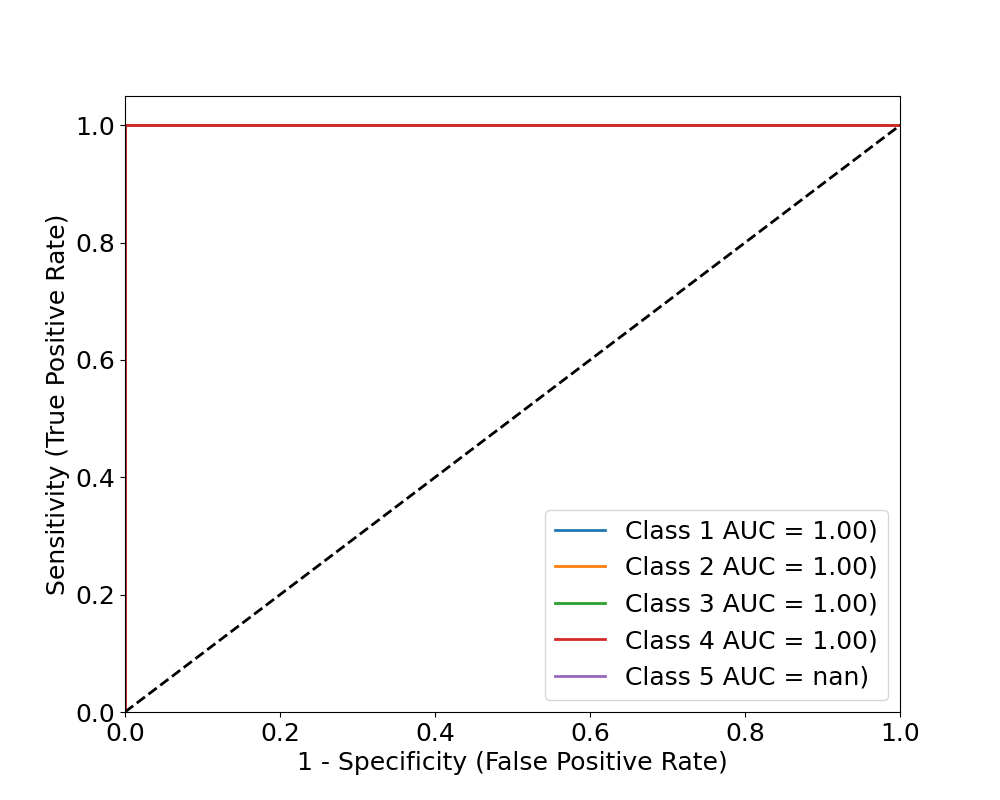 1.0
0.8
0.6
0.4
0.2
0.0
Sensitivity (True Positive Rate)
Class 1 AUC = 1.00)
Class 2 AUC = 1.00)
Class 3 AUC = 1.00)
Class 4 AUC = 1.00)
Class 5 AUC = nan)
0.0 0.2 0.4 0.6 0.8 1.0
1 - Specificity (False Positive Rate)